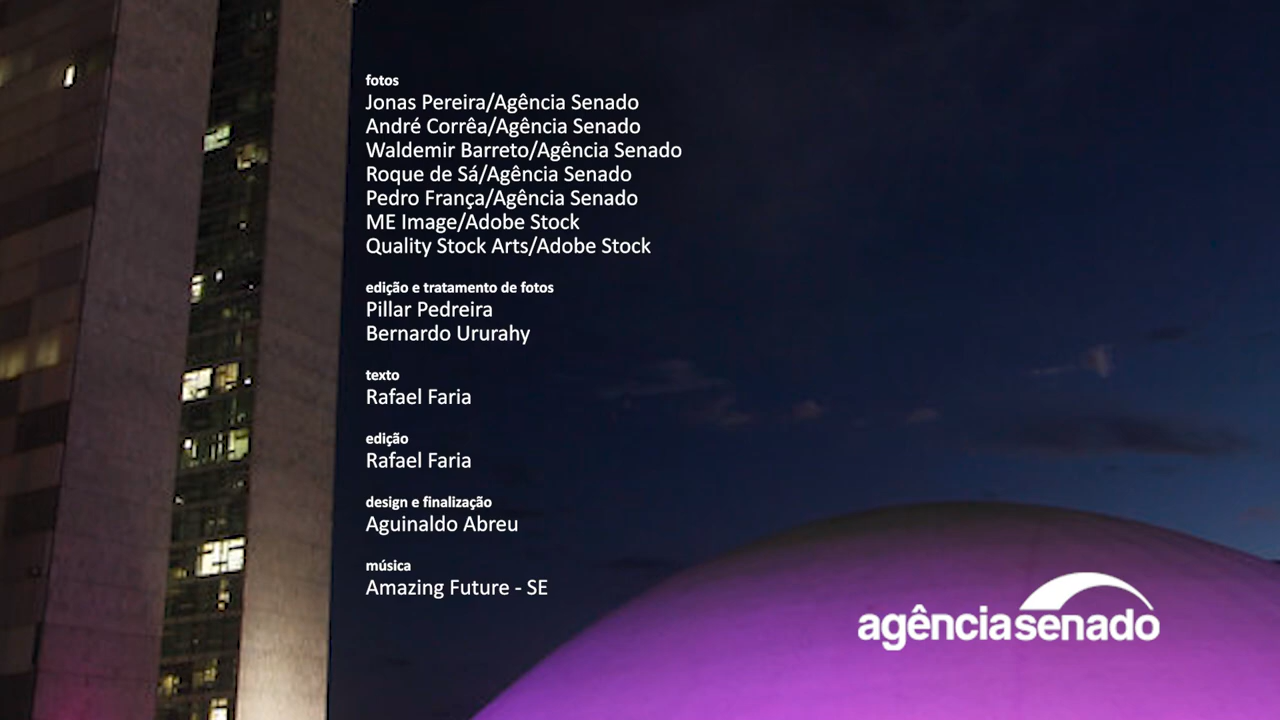 fotos
Jonas Pereira/Agência Senado
André Corrêa/Agência Senado
Waldemir Barreto/Agência Senado
Roque de Sá/Agência Senado
Pedro França/Agência Senado
ME Image/Adobe Stock
Quality Stock Arts/Adobe Stock
edição e tratamento de fotos
Pillar Pedreira
Bernardo Ururahy
texto
Rafael Faria
edição
Rafael Faria
design e finalização
Aguinaldo Abreu
música
Amazing Future - SE
agênciasenado